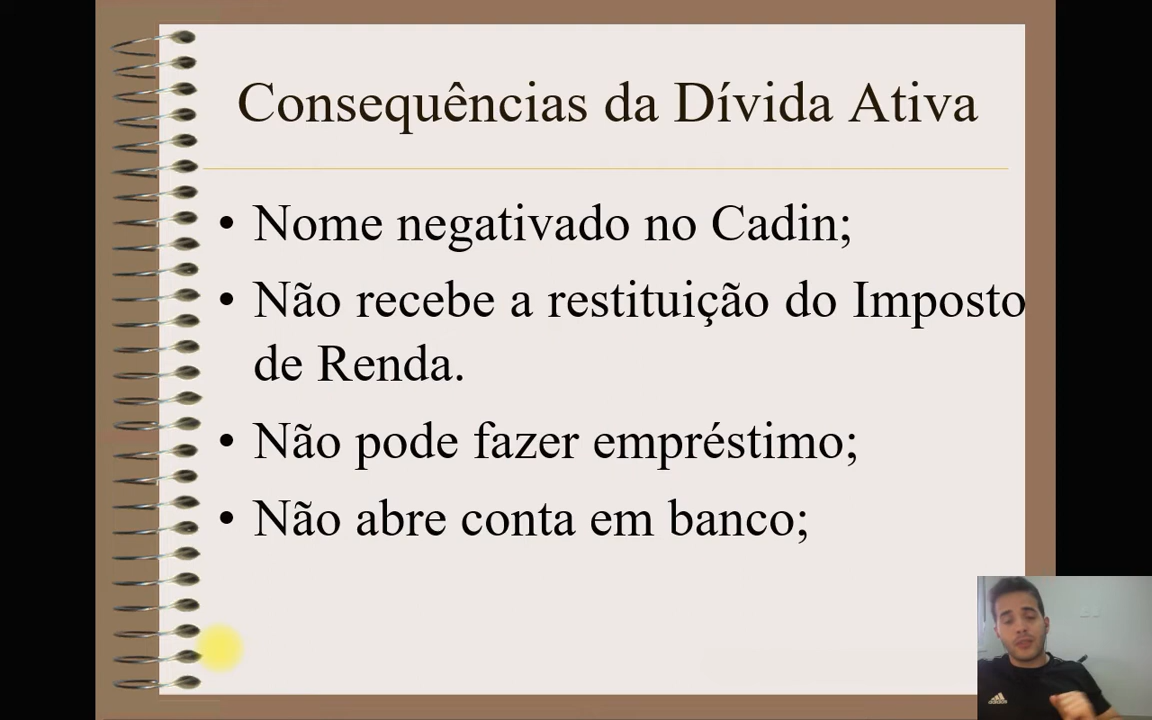 Consequências da Dívida Ativa
• Nome negativado no Cadin;
• Não recebe a restituição do Imposto
de Renda.
• Não pode fazer empréstimo;
• Não abre conta em banco;